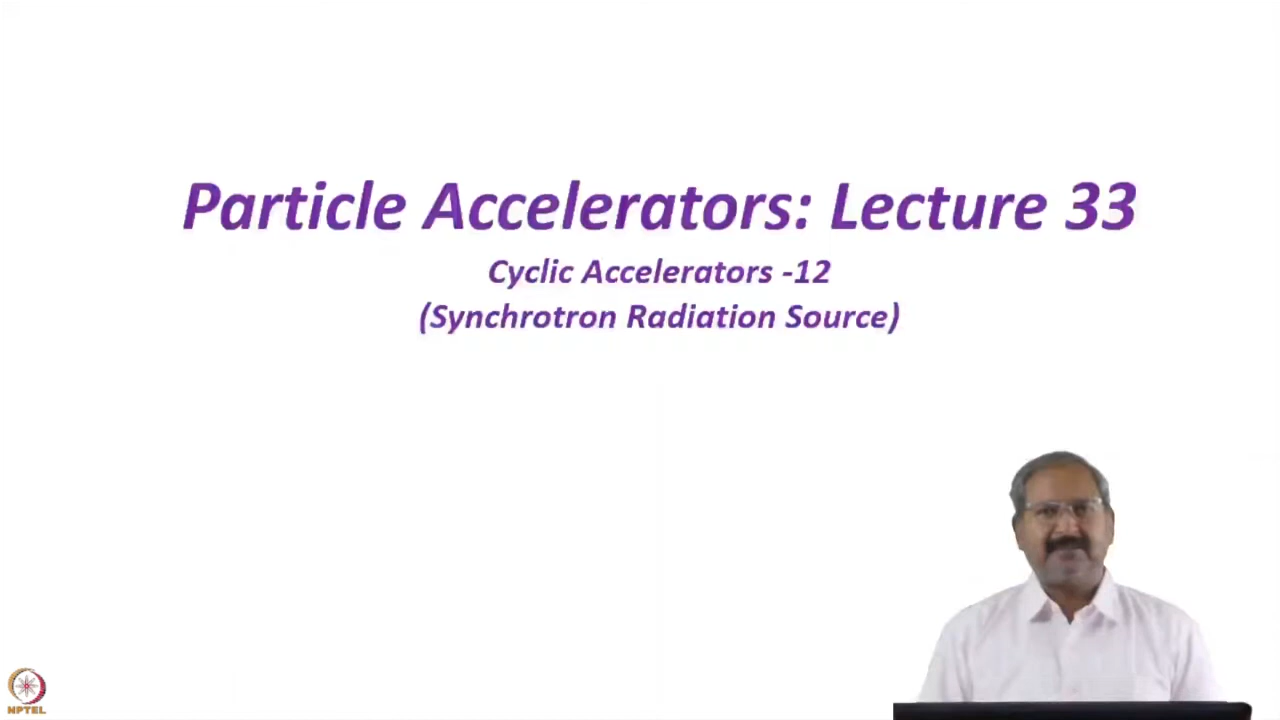 Particle Accelerators: Lecture 33
Cyclic Accelerators -12
(Synchrotron Radiation Source)
NPTEL